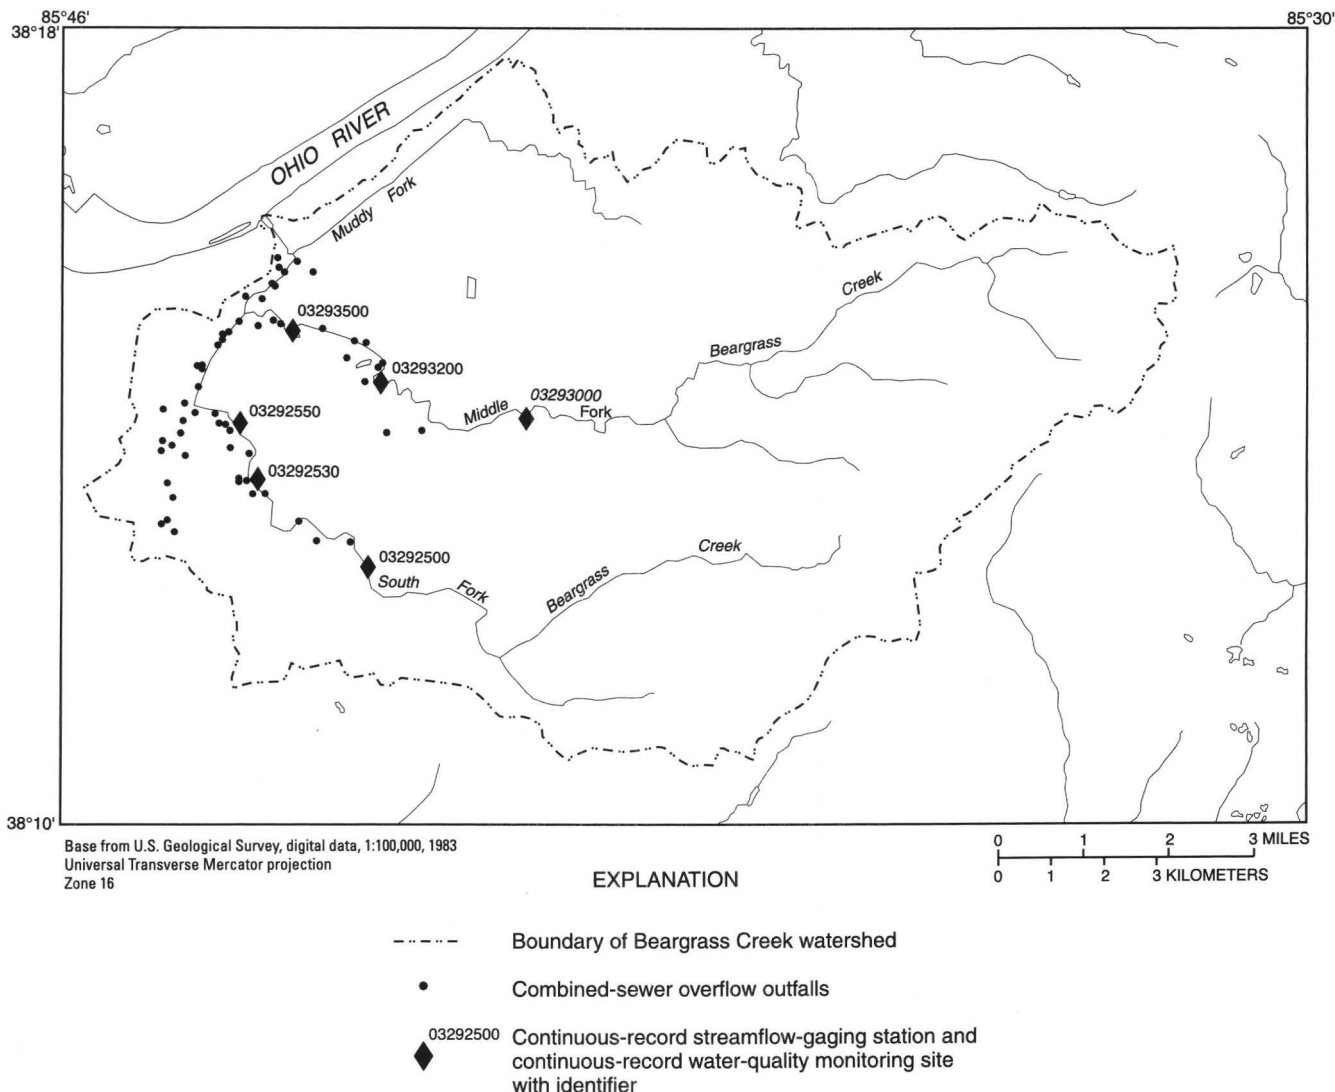 85°46'
85°30'
38°18'
OHIO RIVER
Muddy Fork
Creek
03293500
Beargrass
03293200
03293000
Middle
Fork
03292550
03292530
Creek
03292500
South
Fork
Beargrass
38°10'
Base from U.S. Geological Survey, digital data, 1:100,000, 1983
Universal Transverse Mercator projection
Zone 16
0 1 2 3 MILES
0 1 2 3 KILOMETERS
EXPLANATION
Boundary of Beargrass Creek watershed
Combined-sewer overflow outfalls
03292500 Continuous-record streamflow-gaging station and
continuous-record water-quality monitoring site
with identifier